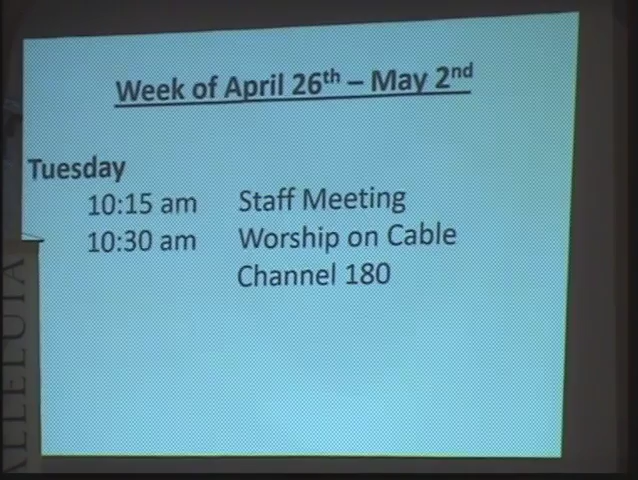 Week of April 26th – May 2nd
Tuesday
10:15 am Staff Meeting
10:30 am Worship on Cable
Channel 180
ALLELUIA